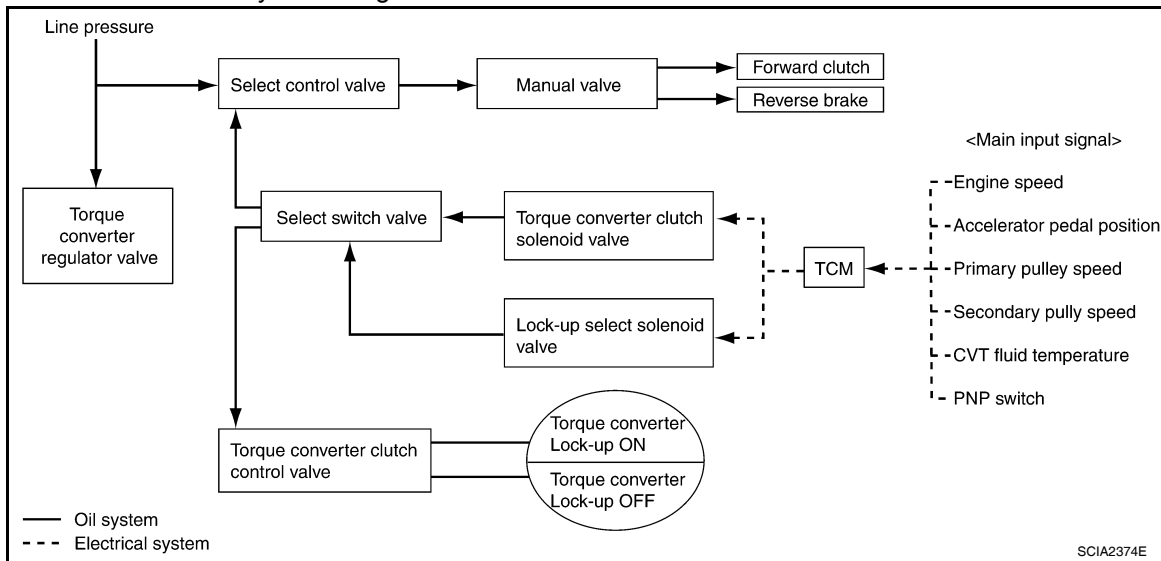 Line pressure
Select control valve
Manual valve
Forward clutch
Reverse brake
<Main input signal>
Torque
converter
regulator valve
Select switch valve
Torque converter clutch
solenoid valve
Lock-up select solenoid
valve
TCM
Engine speed
Accelerator pedal position
Primary pulley speed
Secondary pully speed
CVT fluid temperature
PNP switch
Torque converter clutch
control valve
Torque converter
Lock-up ON
Torque converter
Lock-up OFF
Oil system
Electrical system
SCIA2374E